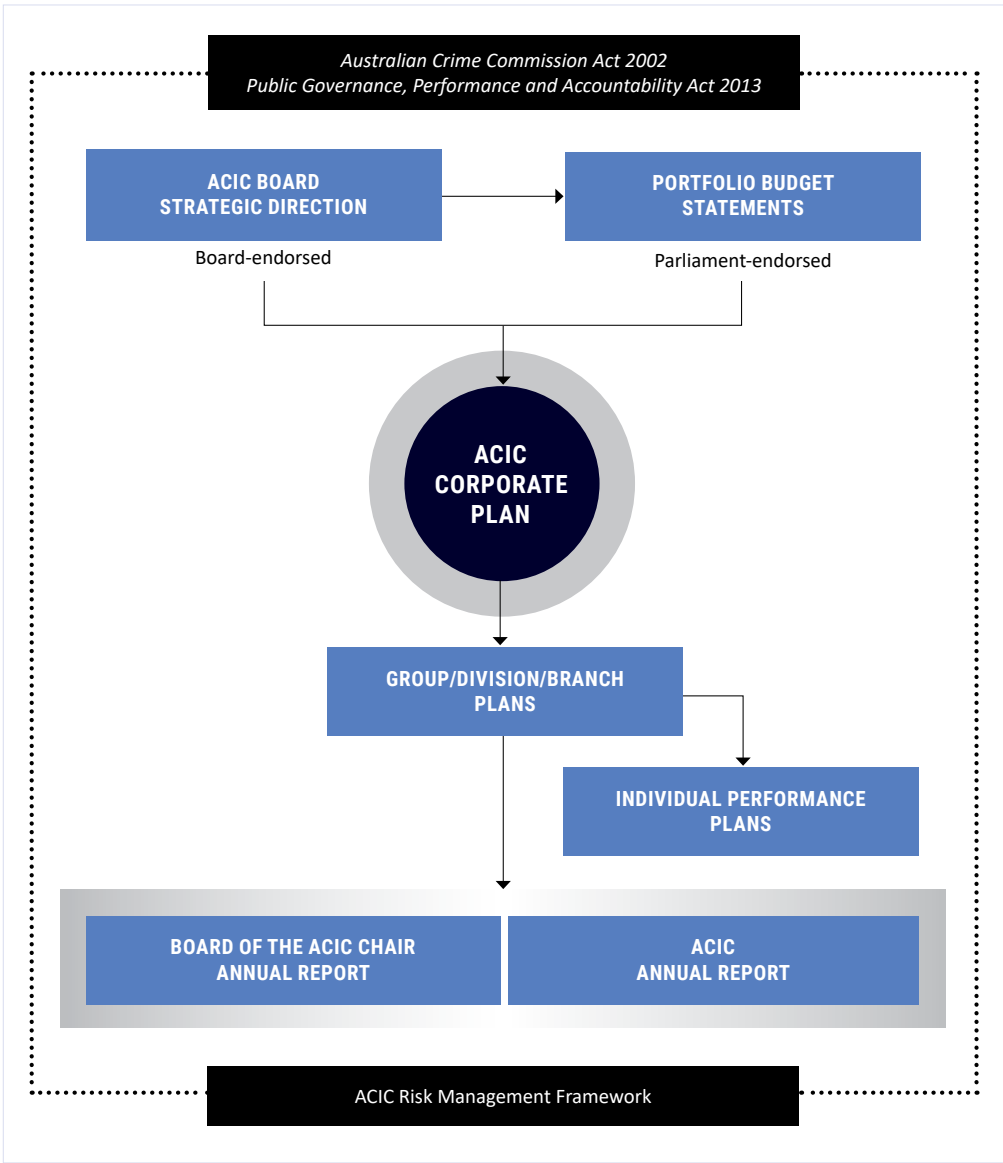 Australian Crime Commission Act 2002
Public Governance, Performance and Accountability Act 2013
ACIC BOARD
STRATEGIC DIRECTION
PORTFOLIO BUDGET
STATEMENTS
Board-endorsed
Parliament-endorsed
ACIC
CORPORATE
PLAN
GROUP/DIVISION/BRANCH
PLANS
INDIVIDUAL PERFORMANCE
PLANS
BOARD OF THE ACIC CHAIR
ANNUAL REPORT
ACIC
ANNUAL REPORT
ACIC Risk Management Framework